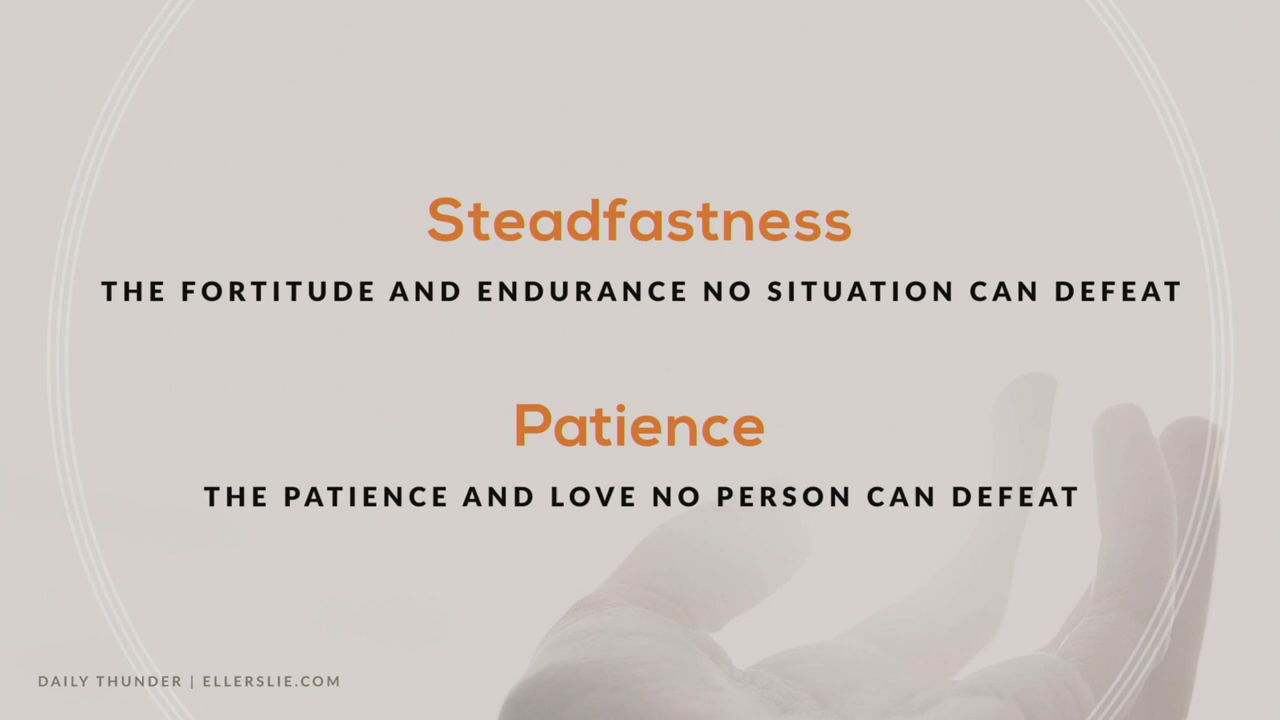 Steadfastness
THE FORTITUDE AND ENDURANCE NO SITUATION CAN DEFEAT
Patience
THE PATIENCE AND LOVE NO PERSON CAN DEFEAT
DAILY THUNDER | ELLERSLIE.COM